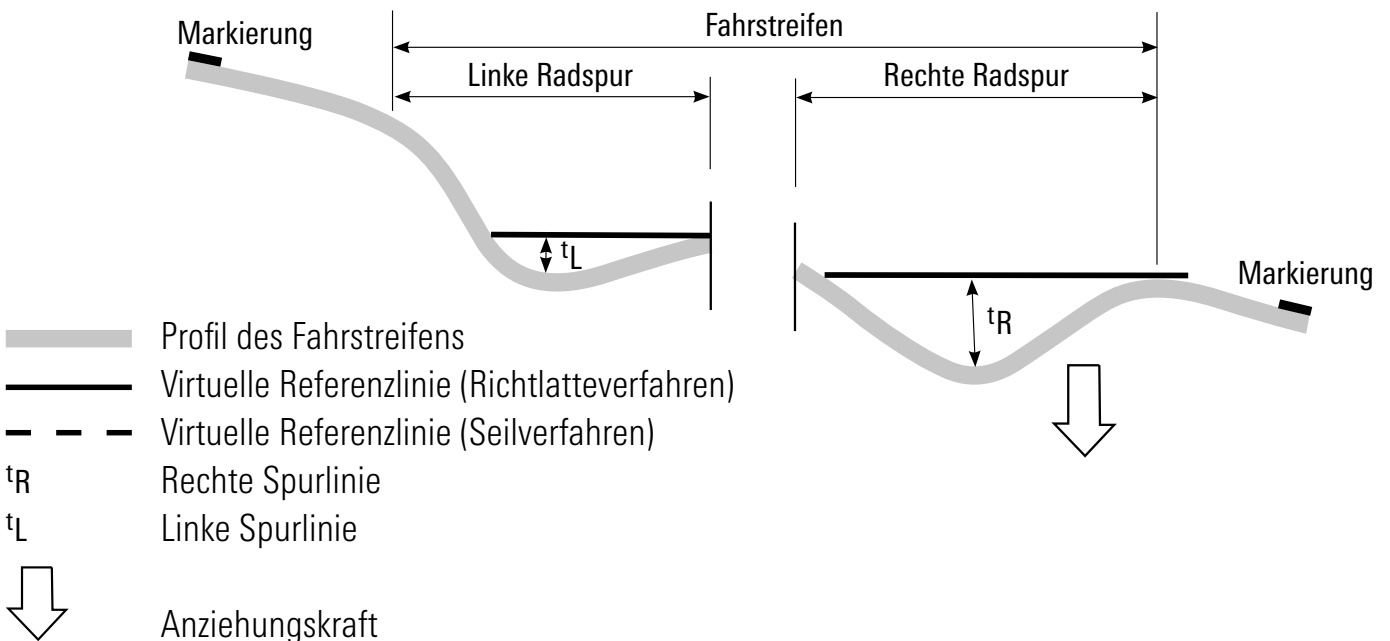 Fahrstreifen
Markierung
Linke Radspur
Rechte Radspur
tL
Markierung
tR
Profil des Fahrstreifens
Virtuelle Referenzlinie (Richtlatteverfahren)
Virtuelle Referenzlinie (Seilverfahren)
tR Rechte Spurlinie
tL Linke Spurlinie
Anziehungskraft